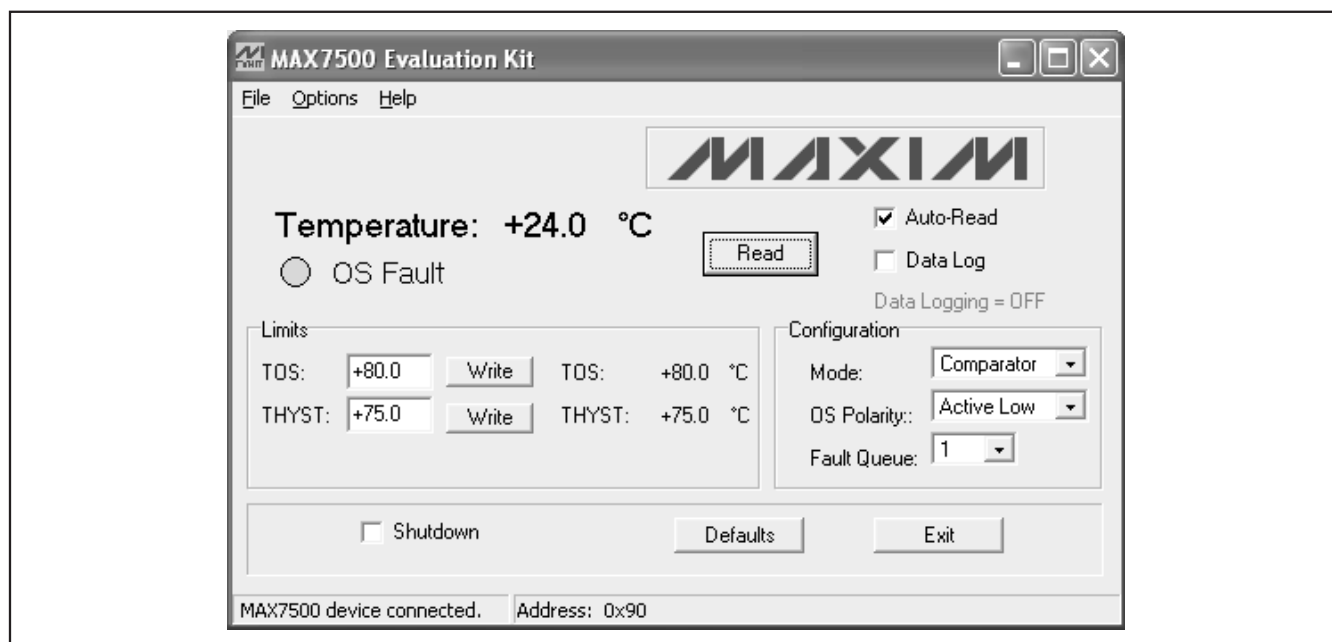 MAX7500 Evaluation Kit
File Options Help
MAXIM
Temperature: +24.0 °C
Read
Auto-Read
OS Fault
Data Log
Data Logging = OFF
Limits
TOS: +80.0 Write TOS: +80.0 °C
THYST: +75.0 Write THYST: +75.0 °C
Configuration
Mode: Comparator
OS Polarity:: Active Low
Fault Queue: 1
Shutdown Defaults Exit
MAX7500 device connected. Address: 0x90